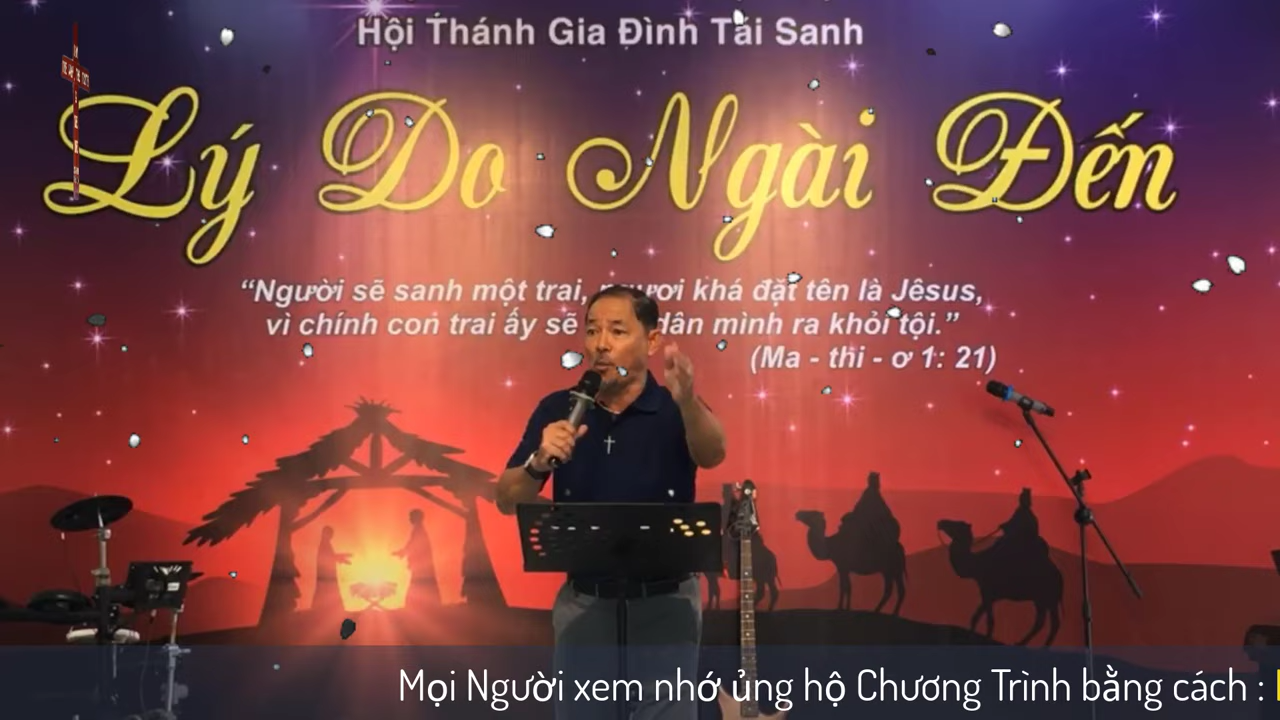 Hội Thánh Gia Đình Tái Sanh
Lý Do Ngài Đến
“Người sẽ sanh một trai, ngươi khá đặt tên là Jêsus,
vì chính con trai ấy sẽ dân mình ra khỏi tội.”
(Ma - thi - ơ 1: 21)
Mọi Người xem nhớ ủng hộ Chương Trình bằng cách :